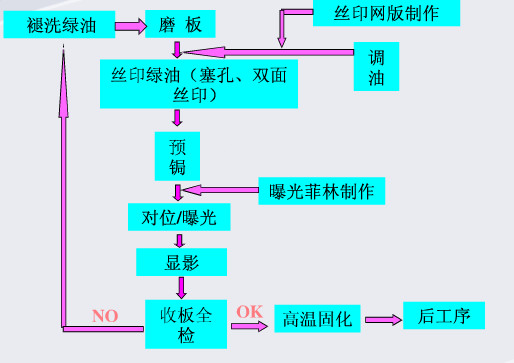 褪洗绿油
磨 板
丝印网版制作
调
油
丝印绿油（塞孔、双面
丝印）
预
锔
曝光菲林制作
对位/曝光
显影
NO
收板全
检
OK
高温固化
后工序